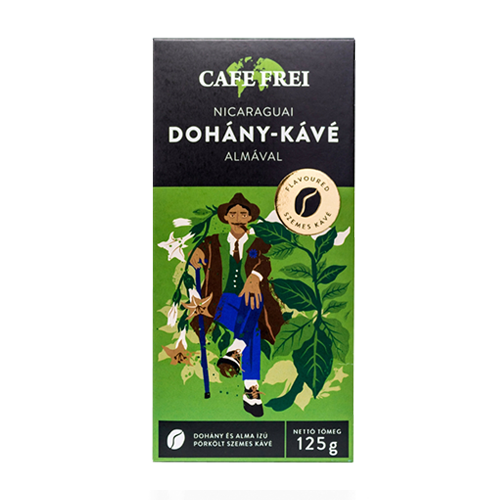 CAFE FREI
NICARAGUAI
DOHÁNY-KÁVÉ
ALMÁVAL
FLAVOURED
SZEMES KÁVÉ
DOHÁNY ÉS ALMA ÍZŰ
PÖRKÖLT SZEMES KÁVÉ
NETTÓ TÖMEG
125g